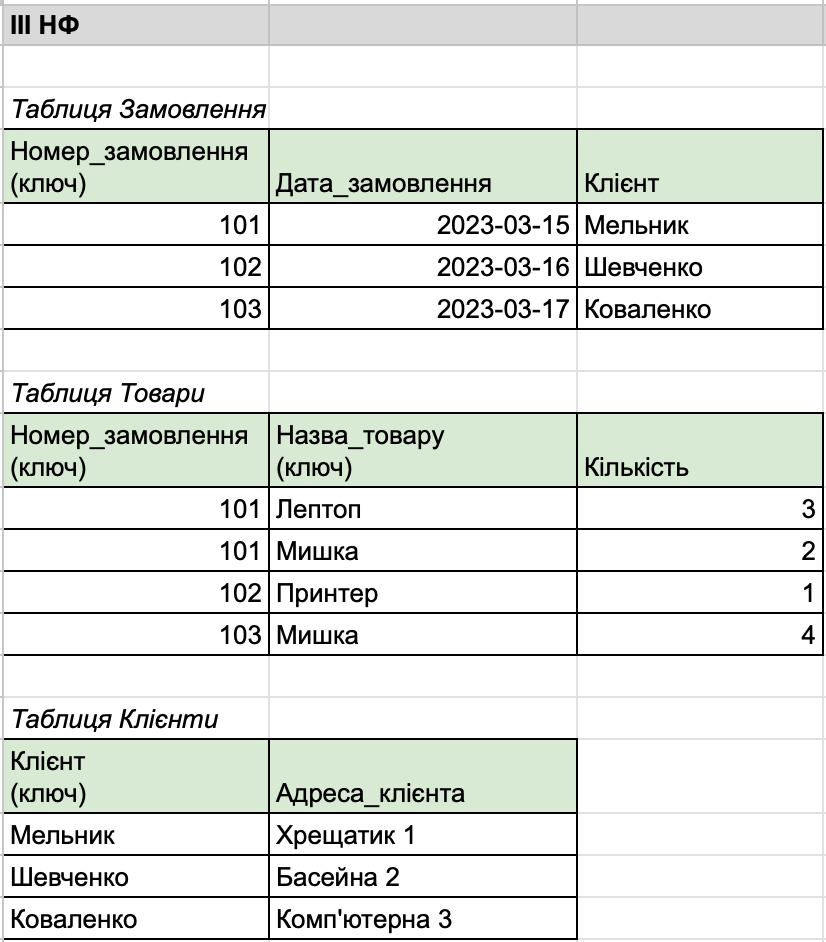 ІІІ НФ
Таблиця Замовлення
Номер_замовлення
(ключ) Дата_замовлення Клієнт
101 2023-03-15 Мельник
102 2023-03-16 Шевченко
103 2023-03-17 Коваленко
Таблиця Товари
Номер_замовлення Назва_товару
(ключ) (ключ) Кількість
101 Лептоп 3
101 Мишка 2
102 Принтер 1
103 Мишка 4
Таблиця Клієнти
Клієнт
(ключ) Адреса_клієнта
Мельник Хрещатик 1
Шевченко Басейна 2
Коваленко Комп'ютерна 3